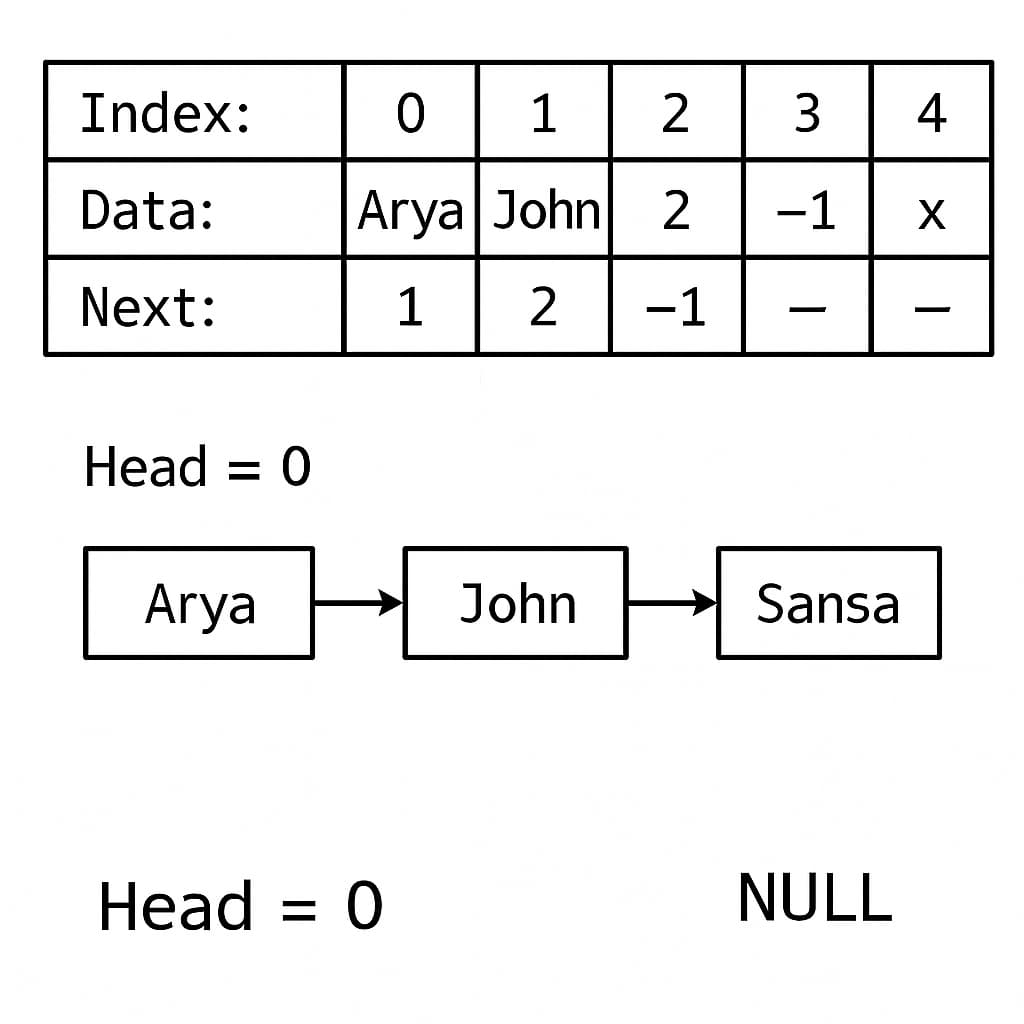 Index: 0 1 2 3 4
Data: Arya John 2 −1 x
Next: 1 2 −1 — —
Head = 0
Arya John Sansa
Head = 0 NULL